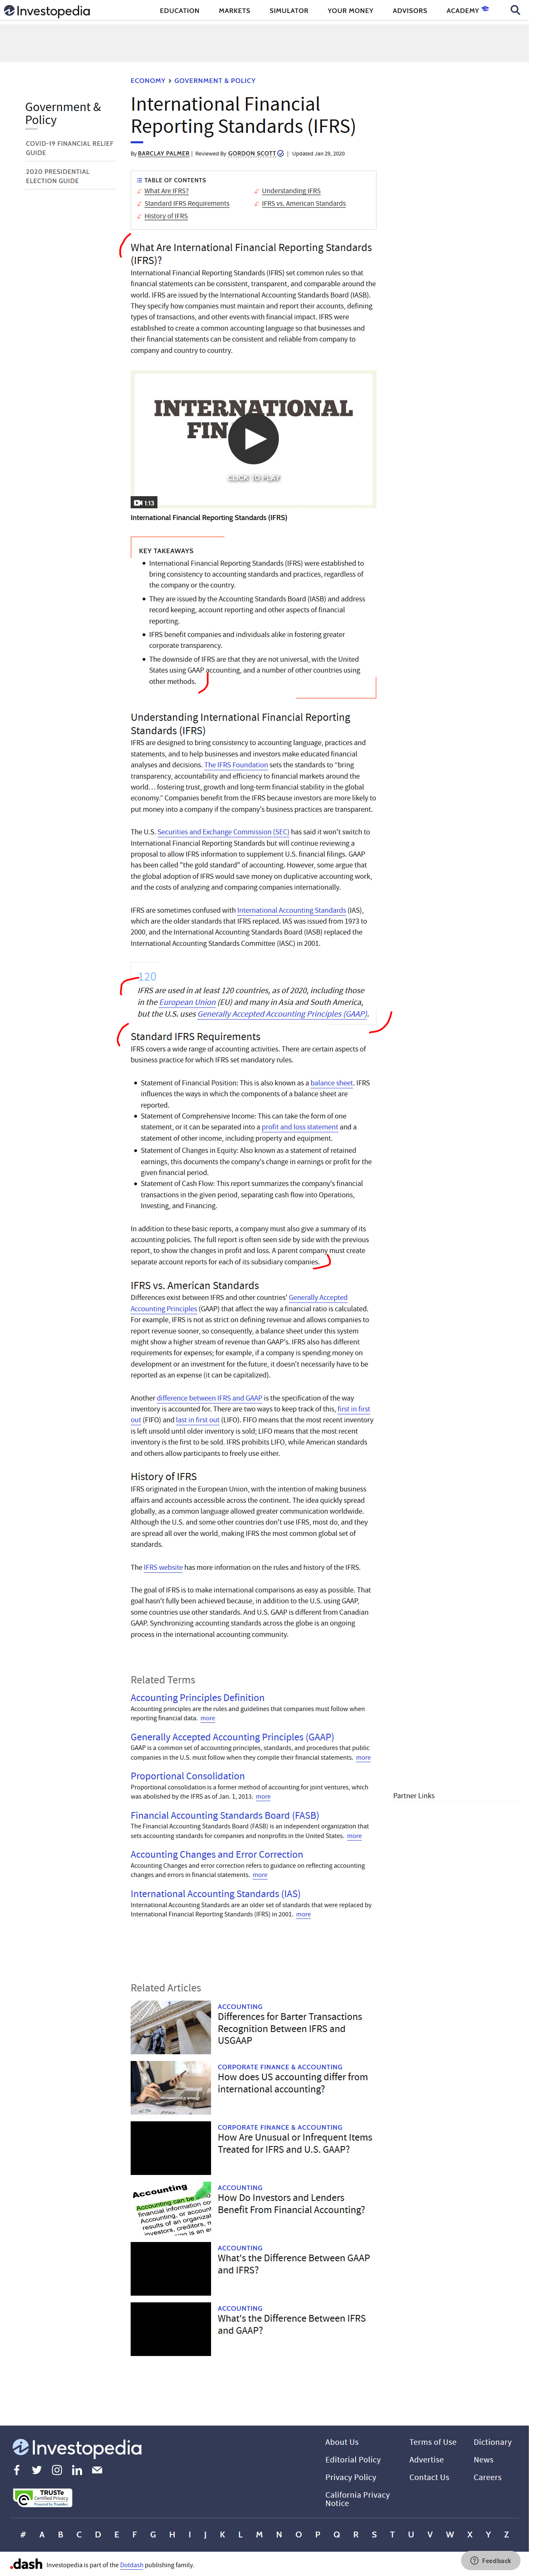 Investopedia
EDUCATION MARKETS SIMULATOR YOUR MONEY ADVISORS ACADEMY
ECONOMY › GOVERNMENT & POLICY
Government &
Policy
COVID-19 FINANCIAL RELIEF
GUIDE
2020 PRESIDENTIAL
ELECTION GUIDE
International Financial
Reporting Standards (IFRS)
By BARCLAY PALMER | Reviewed By GORDON SCOTT | Updated Jan 29, 2020
TABLE OF CONTENTS
What Are IFRS? Understanding IFRS
Standard IFRS Requirements IFRS vs. American Standards
History of IFRS
What Are International Financial Reporting Standards
(IFRS)?
International Financial Reporting Standards (IFRS) set common rules so that
financial statements can be consistent, transparent, and comparable around the
world. IFRS are issued by the International Accounting Standards Board (IASB).
They specify how companies must maintain and report their accounts, defining
types of transactions, and other events with financial impact. IFRS were
established to create a common accounting language so that businesses and
their financial statements can be consistent and reliable from company to
company and country to country.
INTERNATIONAL
FIN
CLICK TO PLAY
1:13
International Financial Reporting Standards (IFRS)
KEY TAKEAWAYS
• International Financial Reporting Standards (IFRS) were established to
bring consistency to accounting standards and practices, regardless of
the company or the country.
• They are issued by the Accounting Standards Board (IASB) and address
record keeping, account reporting and other aspects of financial
reporting.
• IFRS benefit companies and individuals alike in fostering greater
corporate transparency.
• The downside of IFRS are that they are not universal, with the United
States using GAAP accounting, and a number of other countries using
other methods.
Understanding International Financial Reporting
Standards (IFRS)
IFRS are designed to bring consistency to accounting language, practices and
statements, and to help businesses and investors make educated financial
analyses and decisions. The IFRS Foundation sets the standards to “bring
transparency, accountability and efficiency to financial markets around the
world… fostering trust, growth and long-term financial stability in the global
economy.” Companies benefit from the IFRS because investors are more likely to
put money into a company if the company's business practices are transparent.
The U.S. Securities and Exchange Commission (SEC) has said it won't switch to
International Financial Reporting Standards but will continue reviewing a
proposal to allow IFRS information to supplement U.S. financial filings. GAAP
has been called "the gold standard" of accounting. However, some argue that
the global adoption of IFRS would save money on duplicative accounting work,
and the costs of analyzing and comparing companies internationally.
IFRS are sometimes confused with International Accounting Standards (IAS),
which are the older standards that IFRS replaced. IAS was issued from 1973 to
2000, and the International Accounting Standards Board (IASB) replaced the
International Accounting Standards Committee (IASC) in 2001.
120
IFRS are used in at least 120 countries, as of 2020, including those
in the European Union (EU) and many in Asia and South America,
but the U.S. uses Generally Accepted Accounting Principles (GAAP).
Standard IFRS Requirements
IFRS covers a wide range of accounting activities. There are certain aspects of
business practice for which IFRS set mandatory rules.
• Statement of Financial Position: This is also known as a balance sheet. IFRS
influences the ways in which the components of a balance sheet are
reported.
• Statement of Comprehensive Income: This can take the form of one
statement, or it can be separated into a profit and loss statement and a
statement of other income, including property and equipment.
• Statement of Changes in Equity: Also known as a statement of retained
earnings, this documents the company's change in earnings or profit for the
given financial period.
• Statement of Cash Flow: This report summarizes the company's financial
transactions in the given period, separating cash flow into Operations,
Investing, and Financing.
In addition to these basic reports, a company must also give a summary of its
accounting policies. The full report is often seen side by side with the previous
report, to show the changes in profit and loss. A parent company must create
separate account reports for each of its subsidiary companies.
IFRS vs. American Standards
Differences exist between IFRS and other countries' Generally Accepted
Accounting Principles (GAAP) that affect the way a financial ratio is calculated.
For example, IFRS is not as strict on defining revenue and allows companies to
report revenue sooner, so consequently, a balance sheet under this system
might show a higher stream of revenue than GAAP's. IFRS also has different
requirements for expenses; for example, if a company is spending money on
development or an investment for the future, it doesn't necessarily have to be
reported as an expense (it can be capitalized).
Another difference between IFRS and GAAP is the specification of the way
inventory is accounted for. There are two ways to keep track of this, first in first
out (FIFO) and last in first out (LIFO). FIFO means that the most recent inventory
is left unsold until older inventory is sold; LIFO means that the most recent
inventory is the first to be sold. IFRS prohibits LIFO, while American standards
and others allow participants to freely use either.
History of IFRS
IFRS originated in the European Union, with the intention of making business
affairs and accounts accessible across the continent. The idea quickly spread
globally, as a common language allowed greater communication worldwide.
Although the U.S. and some other countries don't use IFRS, most do, and they
are spread all over the world, making IFRS the most common global set of
standards.
The IFRS website has more information on the rules and history of the IFRS.
The goal of IFRS is to make international comparisons as easy as possible. That
goal hasn't fully been achieved because, in addition to the U.S. using GAAP,
some countries use other standards. And U.S. GAAP is different from Canadian
GAAP. Synchronizing accounting standards across the globe is an ongoing
process in the international accounting community.
Related Terms
Accounting Principles Definition
Accounting principles are the rules and guidelines that companies must follow when
reporting financial data. more
Generally Accepted Accounting Principles (GAAP)
GAAP is a common set of accounting principles, standards, and procedures that public
companies in the U.S. must follow when they compile their financial statements. more
Proportional Consolidation
Proportional consolidation is a former method of accounting for joint ventures, which
was abolished by the IFRS as of Jan. 1, 2013. more
Partner Links
Financial Accounting Standards Board (FASB)
The Financial Accounting Standards Board (FASB) is an independent organization that
sets accounting standards for companies and nonprofits in the United States. more
Accounting Changes and Error Correction
Accounting Changes and error correction refers to guidance on reflecting accounting
changes and errors in financial statements. more
International Accounting Standards (IAS)
International Accounting Standards are an older set of standards that were replaced by
International Financial Reporting Standards (IFRS) in 2001. more
Related Articles
ACCOUNTING
Differences for Barter Transactions
Recognition Between IFRS and
USGAAP
CORPORATE FINANCE & ACCOUNTING
How does US accounting differ from
international accounting?
CORPORATE FINANCE & ACCOUNTING
How Are Unusual or Infrequent Items
Treated for IFRS and U.S. GAAP?
Accounting
Accounting can be
financial information
ACCOUNTING
How Do Investors and Lenders
Benefit From Financial Accounting?
ACCOUNTING
What's the Difference Between GAAP
and IFRS?
ACCOUNTING
What's the Difference Between IFRS
and GAAP?
Investopedia
About Us Terms of Use Dictionary
Editorial Policy Advertise News
Privacy Policy Contact Us Careers
California Privacy
Notice
TRUSTe
Certified Privacy
Powered by TrustArc
# A B C D E F G H I J K L M N O P Q R S T U V W X Y Z
.dash Investopedia is part of the Dotdash publishing family.
Feedback